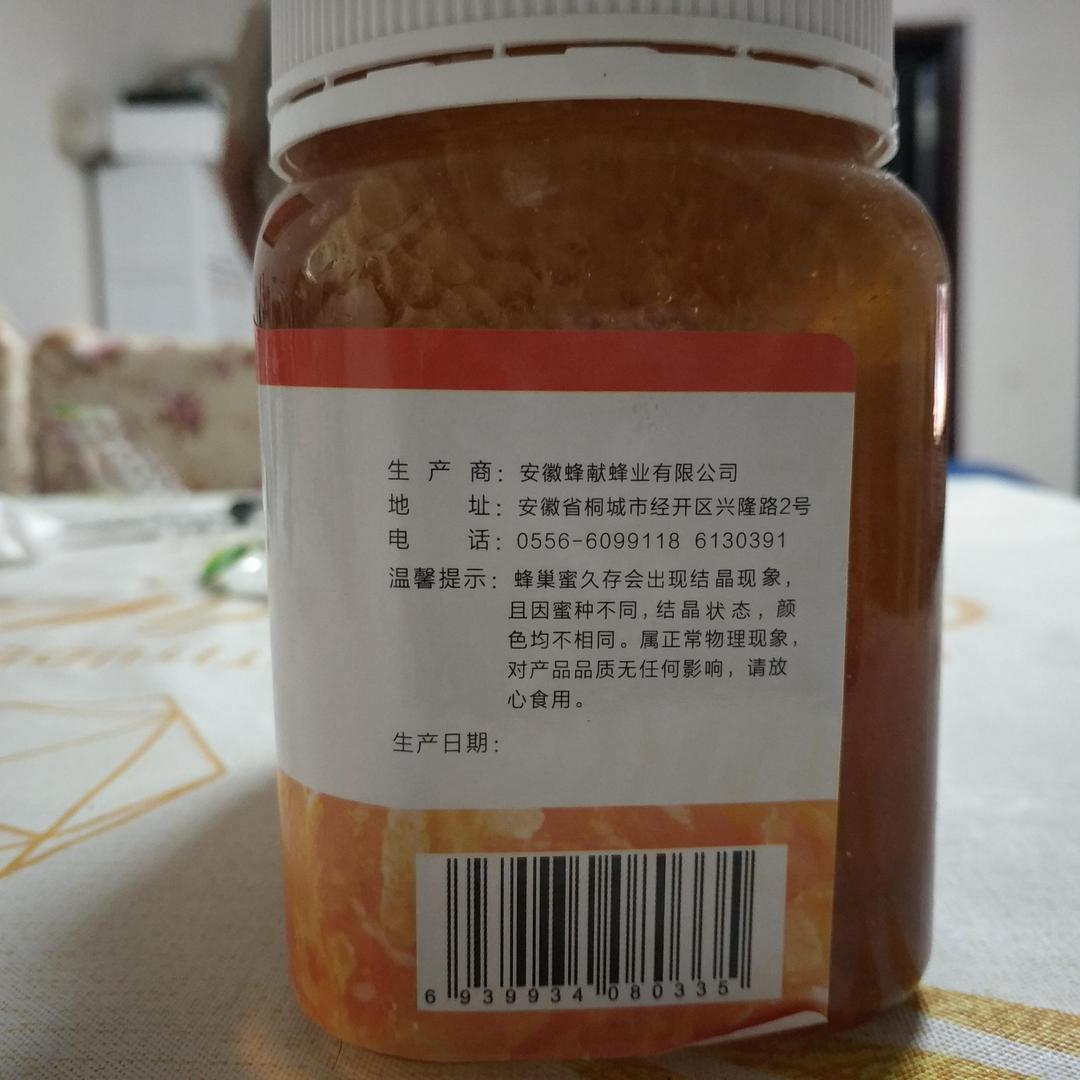 生产商：安徽蜂献蜂业有限公司
地址：安徽省桐城市经开区兴隆路2号
电话：0556-6099118 6130391
温馨提示：蜂巢蜜久存会出现结晶现象，
且因蜜种不同，结晶状态，颜
色均不相同。属正常物理现象，
对产品品质无任何影响，请放
心食用。
生产日期：
6 939934 080335